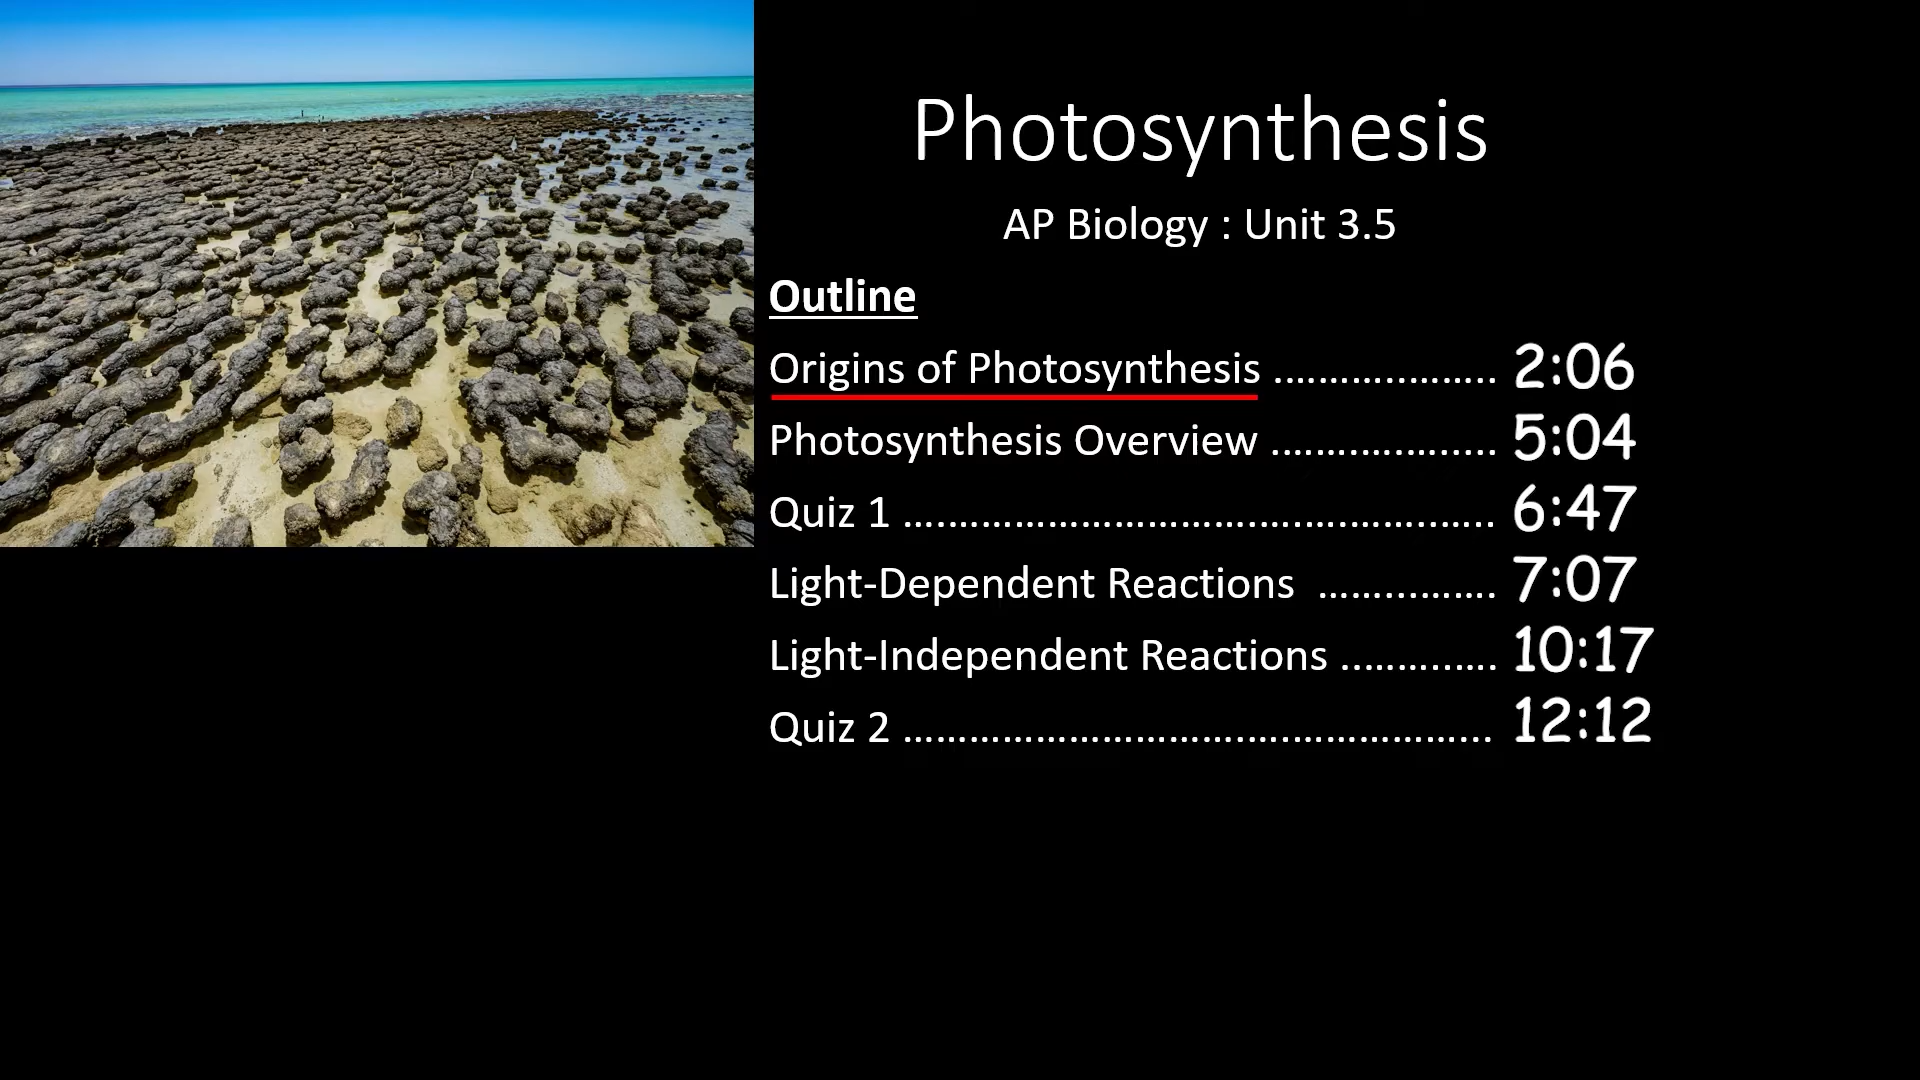 Photosynthesis
AP Biology : Unit 3.5
Outline
Origins of Photosynthesis ..................... 2:06
Photosynthesis Overview ..................... 5:04
Quiz 1 ...................................................... 6:47
Light-Dependent Reactions ................ 7:07
Light-Independent Reactions .............. 10:17
Quiz 2 ...................................................... 12:12